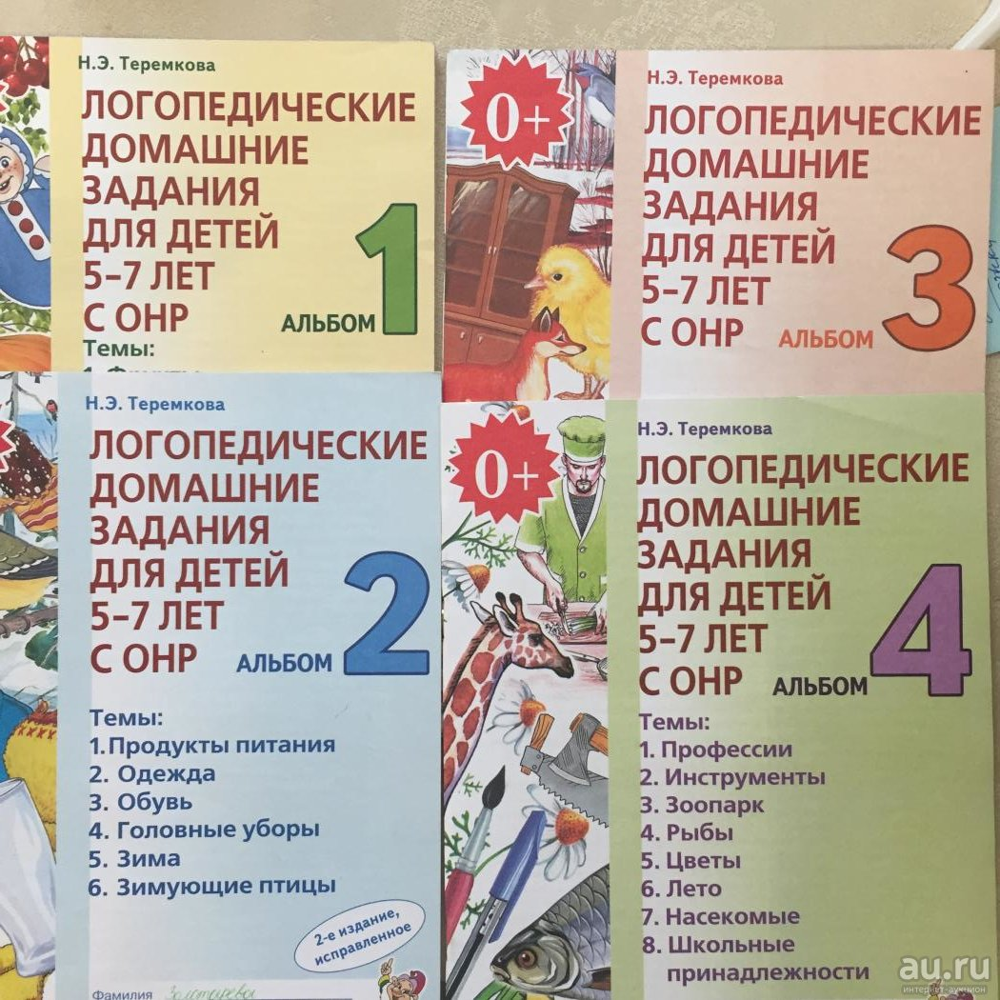 Н.Э. Теремкова
ЛОГОПЕДИЧЕСКИЕ
ДОМАШНИЕ
ЗАДАНИЯ
ДЛЯ ДЕТЕЙ
5–7 ЛЕТ
С ОНР
АЛЬБОМ 1
Темы:
0+
Н.Э. Теремкова
ЛОГОПЕДИЧЕСКИЕ
ДОМАШНИЕ
ЗАДАНИЯ
ДЛЯ ДЕТЕЙ
5–7 ЛЕТ
С ОНР
АЛЬБОМ 3
Н.Э. Теремкова
ЛОГОПЕДИЧЕСКИЕ
ДОМАШНИЕ
ЗАДАНИЯ
ДЛЯ ДЕТЕЙ
5–7 ЛЕТ
С ОНР
АЛЬБОМ 2
Темы:
1.Продукты питания
2. Одежда
3. Обувь
4. Головные уборы
5. Зима
6. Зимующие птицы
2-е издание,
исправленное
Фамилия
0+
Н.Э. Теремкова
ЛОГОПЕДИЧЕСКИЕ
ДОМАШНИЕ
ЗАДАНИЯ
ДЛЯ ДЕТЕЙ
5–7 ЛЕТ
С ОНР
АЛЬБОМ 4
Темы:
1. Профессии
2. Инструменты
3. Зоопарк
4. Рыбы
5. Цветы
6. Лето
7. Насекомые
8. Школьные
принадлежности
au.ru
интернет-аукцион